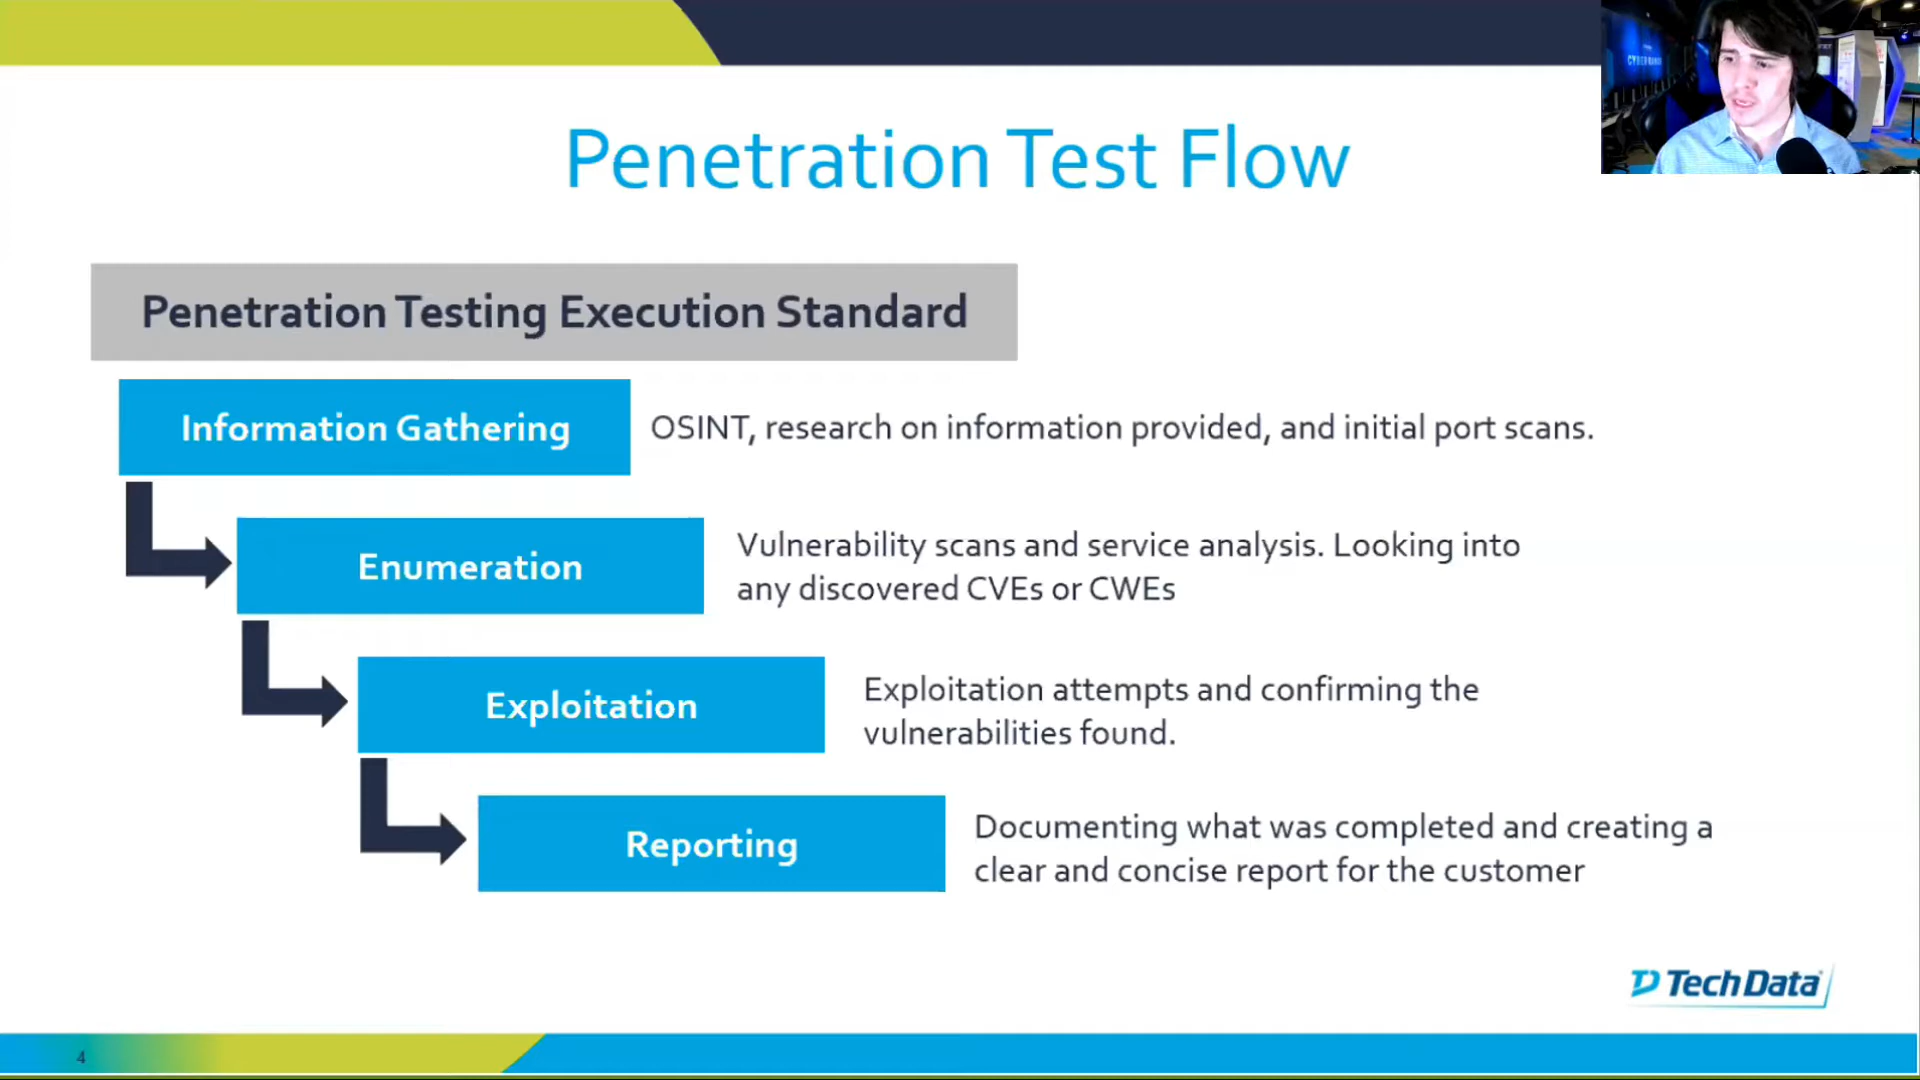 CYBER RANGE
Penetration Test Flow
Penetration Testing Execution Standard
Information Gathering
OSINT, research on information provided, and initial port scans.
Enumeration
Vulnerability scans and service analysis. Looking into
any discovered CVEs or CWEs
Exploitation
Exploitation attempts and confirming the
vulnerabilities found.
Reporting
Documenting what was completed and creating a
clear and concise report for the customer
Tech Data
4